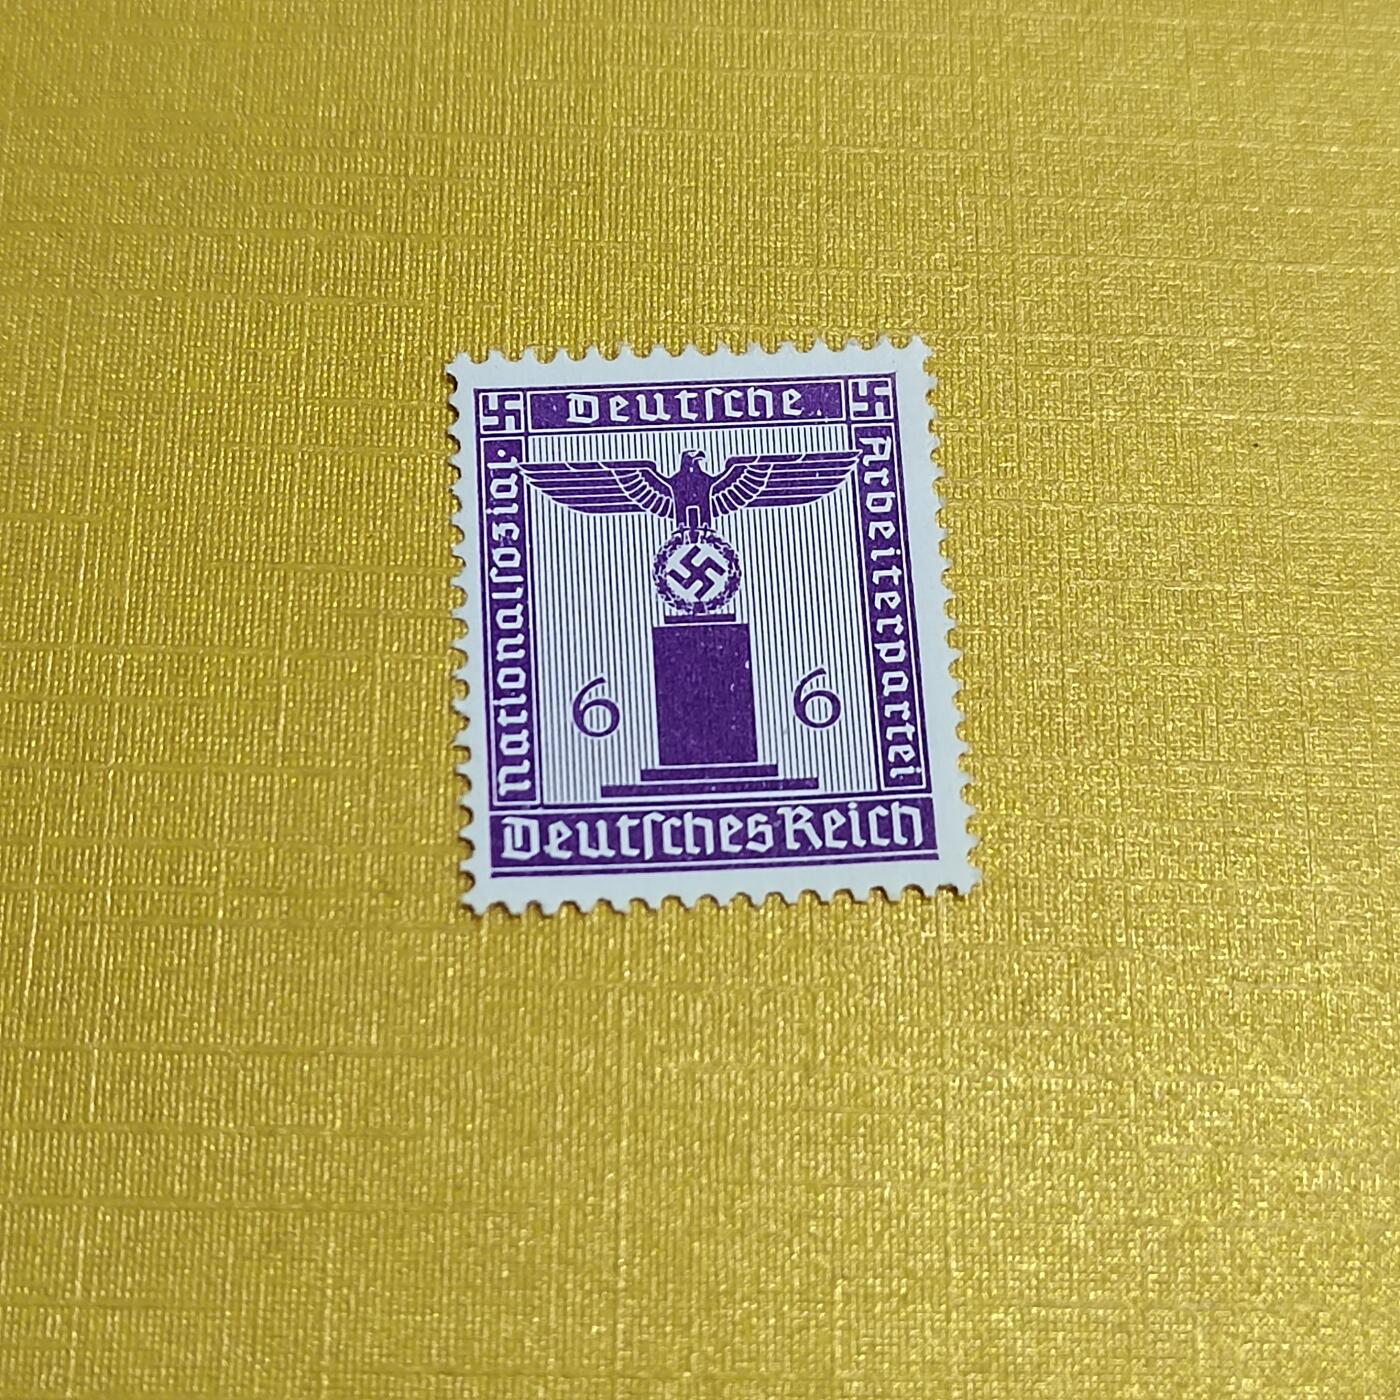 Nationalsozial.
Deutsche
Arbeiterpartei
6 6
Deutsches Reich